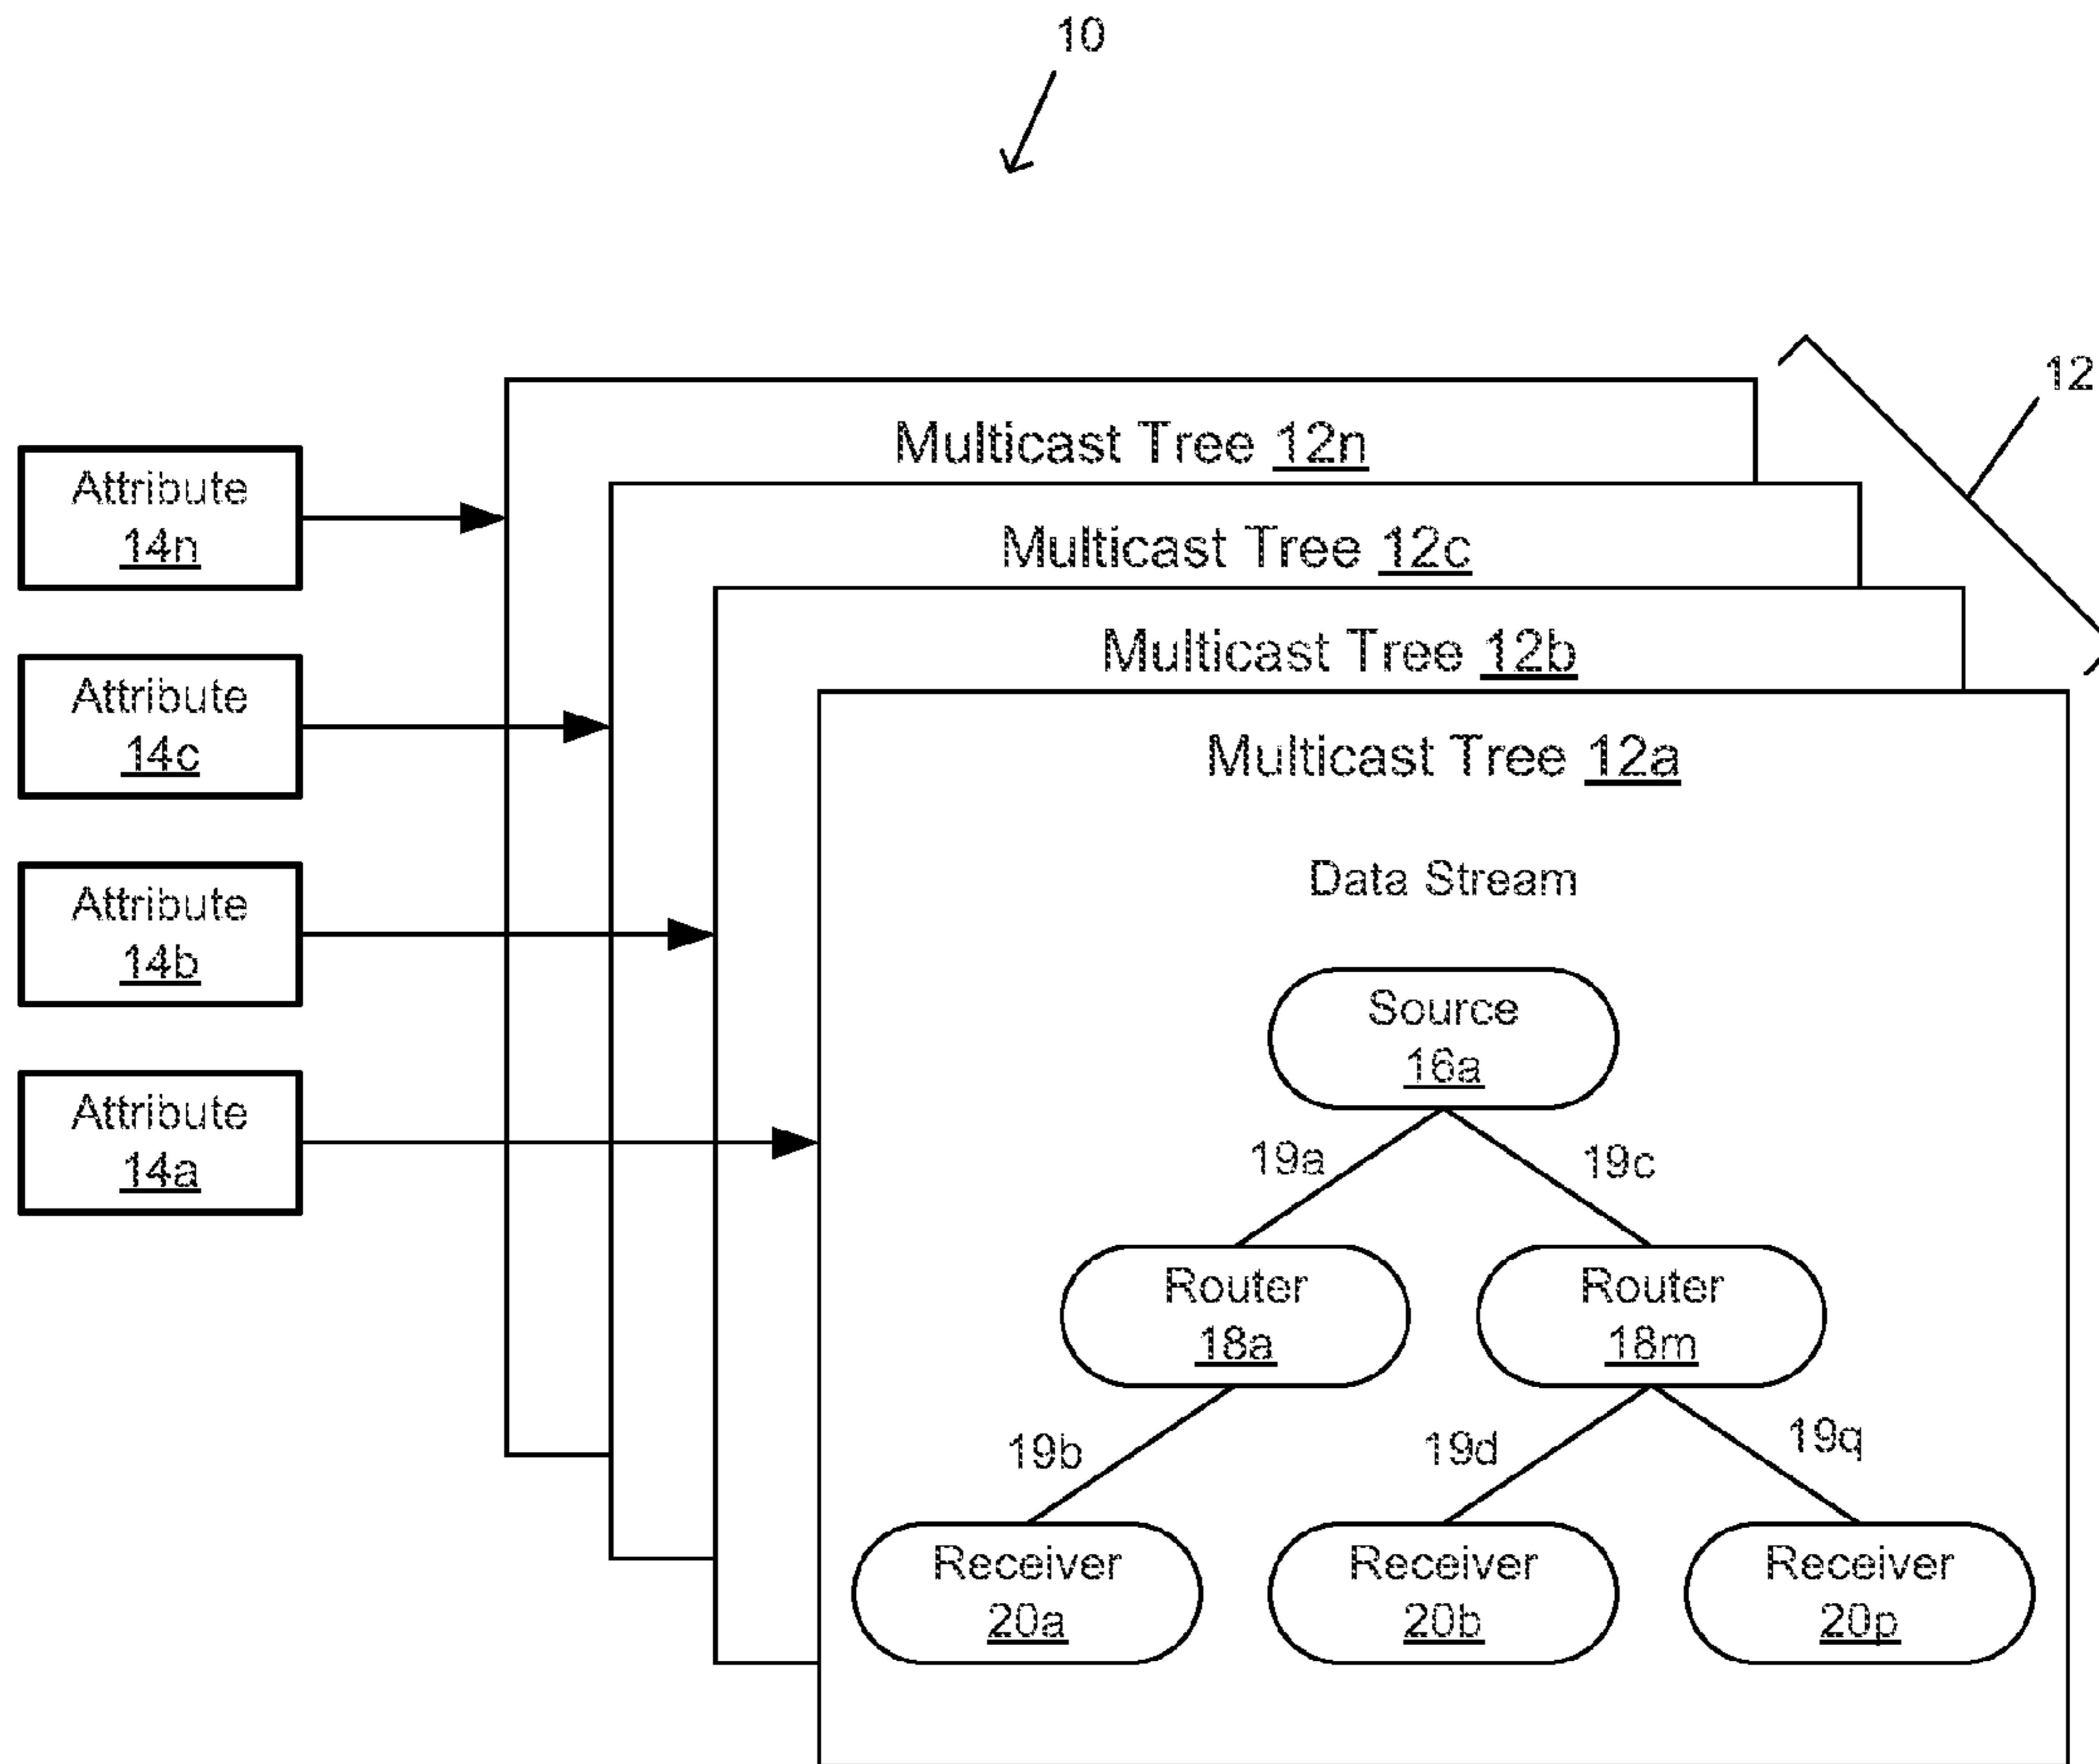 10
12
Multicast Tree 12n
Attribute
14n
Multicast Tree 12c
Multicast Tree 12b
Attribute
14c
Multicast Tree 12a
Data Stream
Attribute
14b
Source
16a
Attribute
14a
19a
19c
Router
18a
Router
18m
19b
19d
19q
Receiver
20a
Receiver
20b
Receiver
20p